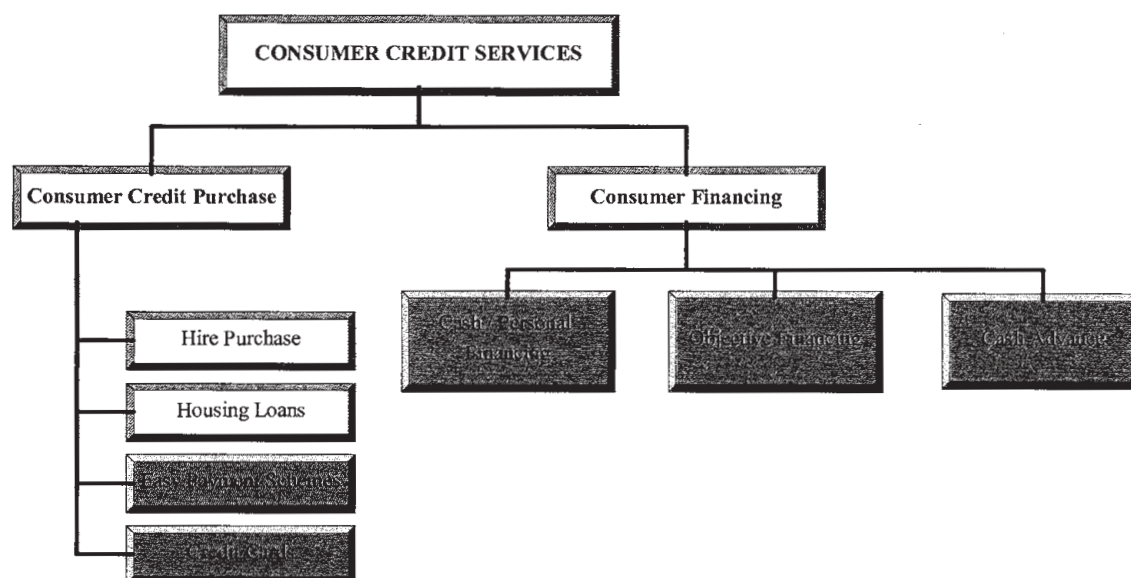 CONSUMER CREDIT SERVICES
Consumer Credit Purchase
Consumer Financing
Cash / Personal
Financing
Objective Financing
Cash Advance
Hire Purchase
Housing Loans
Easy Payment Schemes
Credit Card